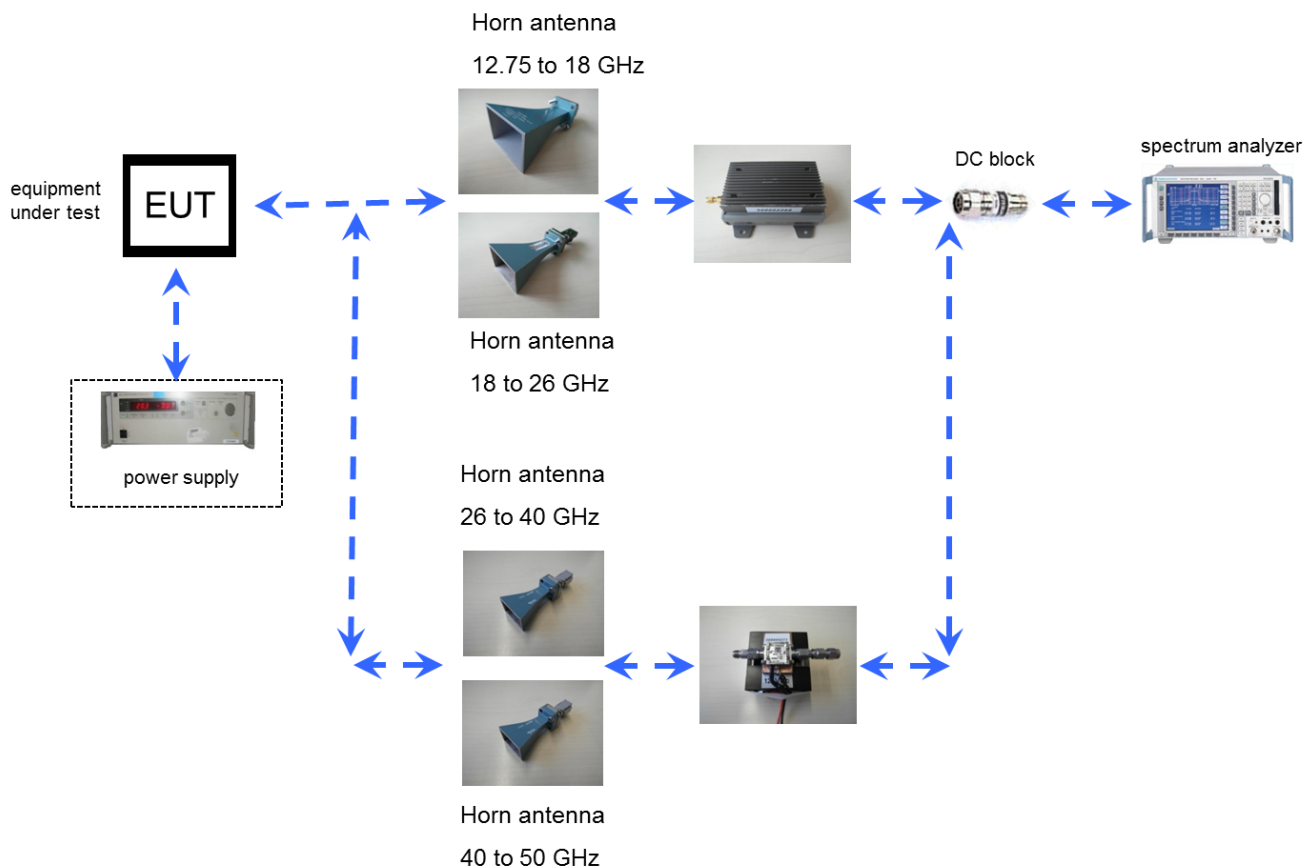 Horn antenna
12.75 to 18 GHz
equipment
under test
EUT
DC block
spectrum analyzer
Horn antenna
18 to 26 GHz
power supply
Horn antenna
26 to 40 GHz
Horn antenna
40 to 50 GHz